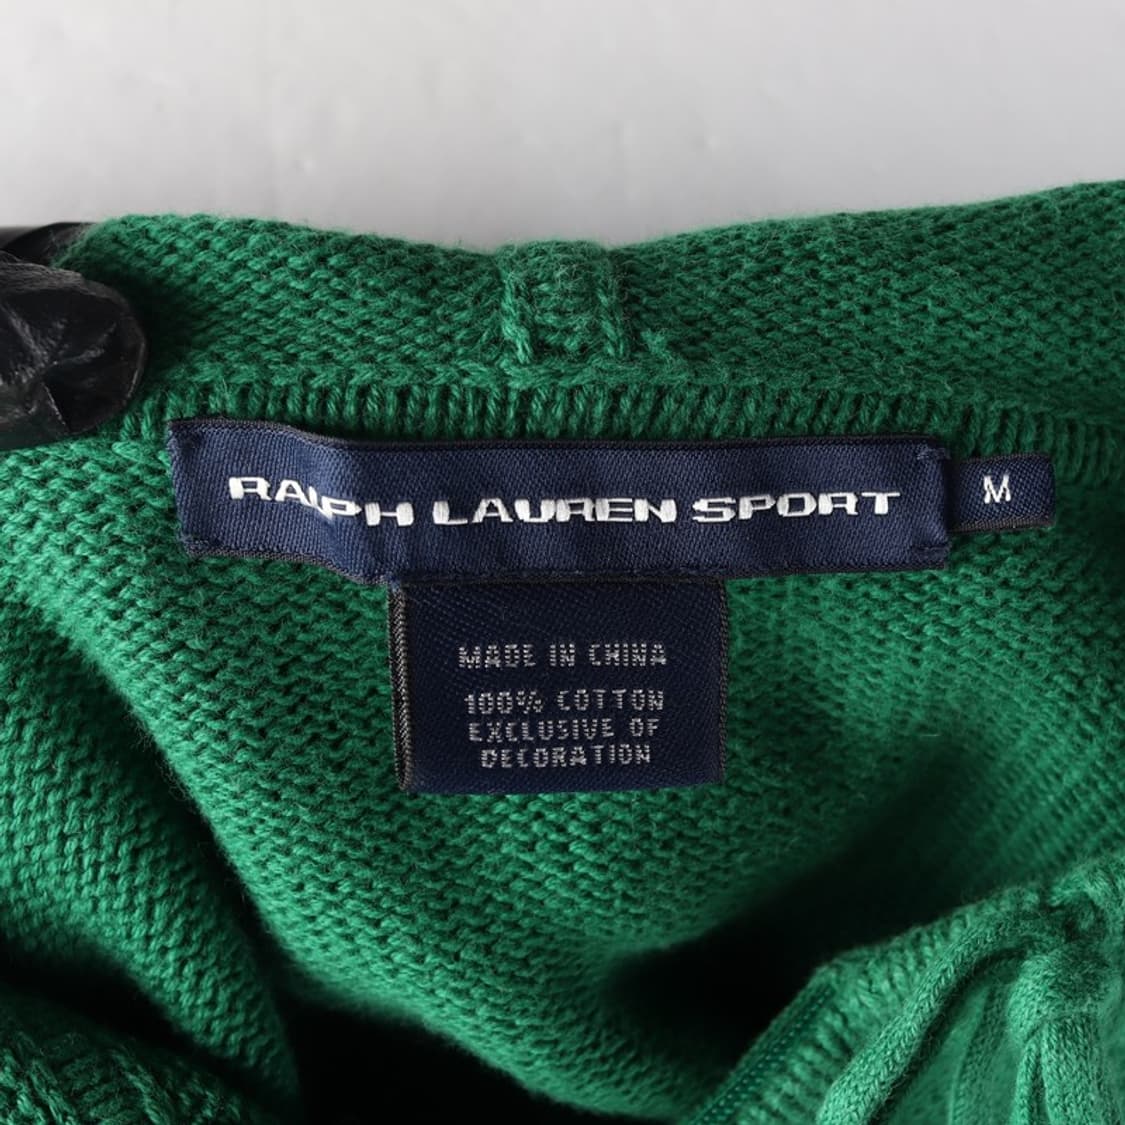 RALPH LAUREN SPORT
M
MADE IN CHINA
100% COTTON
EXCLUSIVE OF
DECORATION